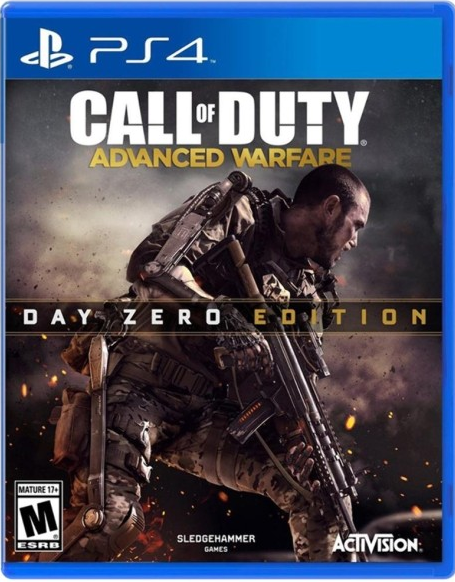 PS4
CALL OF DUTY
ADVANCED WARFARE
DAY ZERO EDITION
MATURE 17+
M
ESRB
SLEDGEHAMMER
GAMES
ACTIVISION